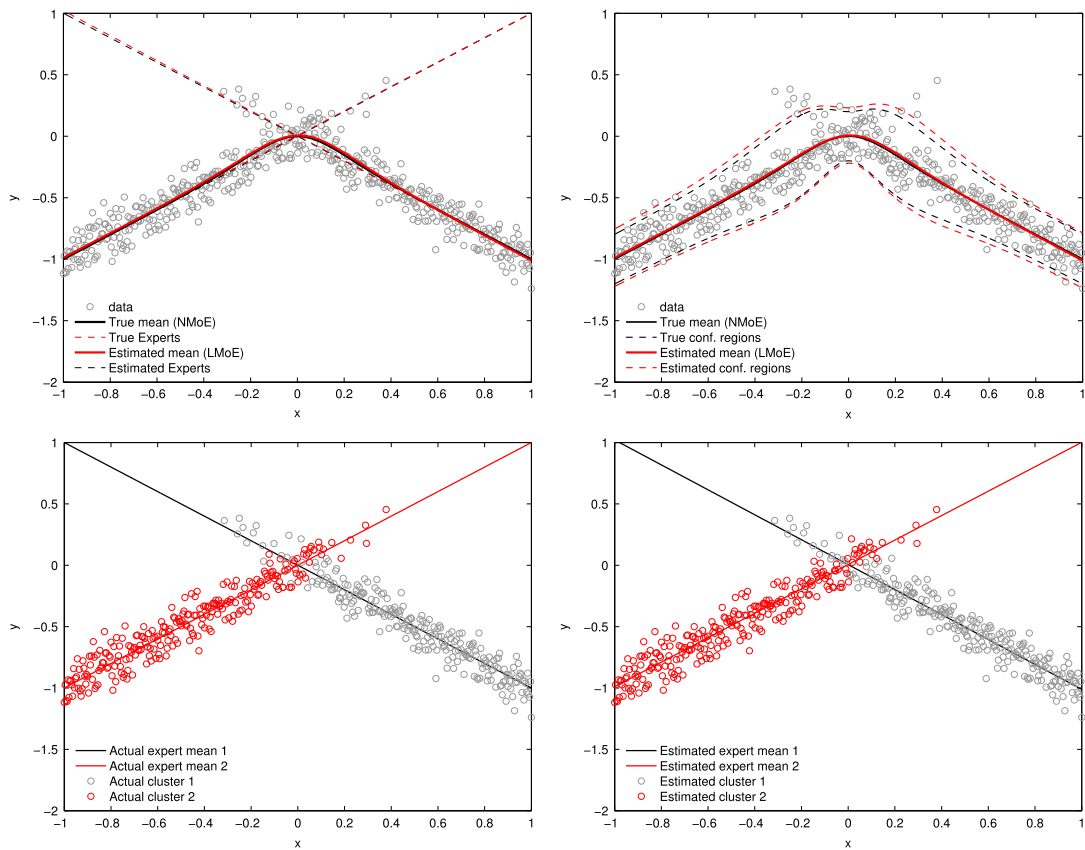 1
0.5
0
−0.5
−1
−1.5
−2
y
−1 −0.8 −0.6 −0.4 −0.2 0 0.2 0.4 0.6 0.8 1
x
data
True mean (NMoE)
True Experts
Estimated mean (LMoE)
Estimated Experts
1
0.5
0
−0.5
−1
−1.5
−2
y
−1 −0.8 −0.6 −0.4 −0.2 0 0.2 0.4 0.6 0.8 1
x
data
True mean (NMoE)
True conf. regions
Estimated mean (LMoE)
Estimated conf. regions
1
0.5
0
−0.5
−1
−1.5
−2
y
−1 −0.8 −0.6 −0.4 −0.2 0 0.2 0.4 0.6 0.8 1
x
Actual expert mean 1
Actual expert mean 2
Actual cluster 1
Actual cluster 2
1
0.5
0
−0.5
−1
−1.5
−2
y
−1 −0.8 −0.6 −0.4 −0.2 0 0.2 0.4 0.6 0.8 1
x
Estimated expert mean 1
Estimated expert mean 2
Estimated cluster 1
Estimated cluster 2